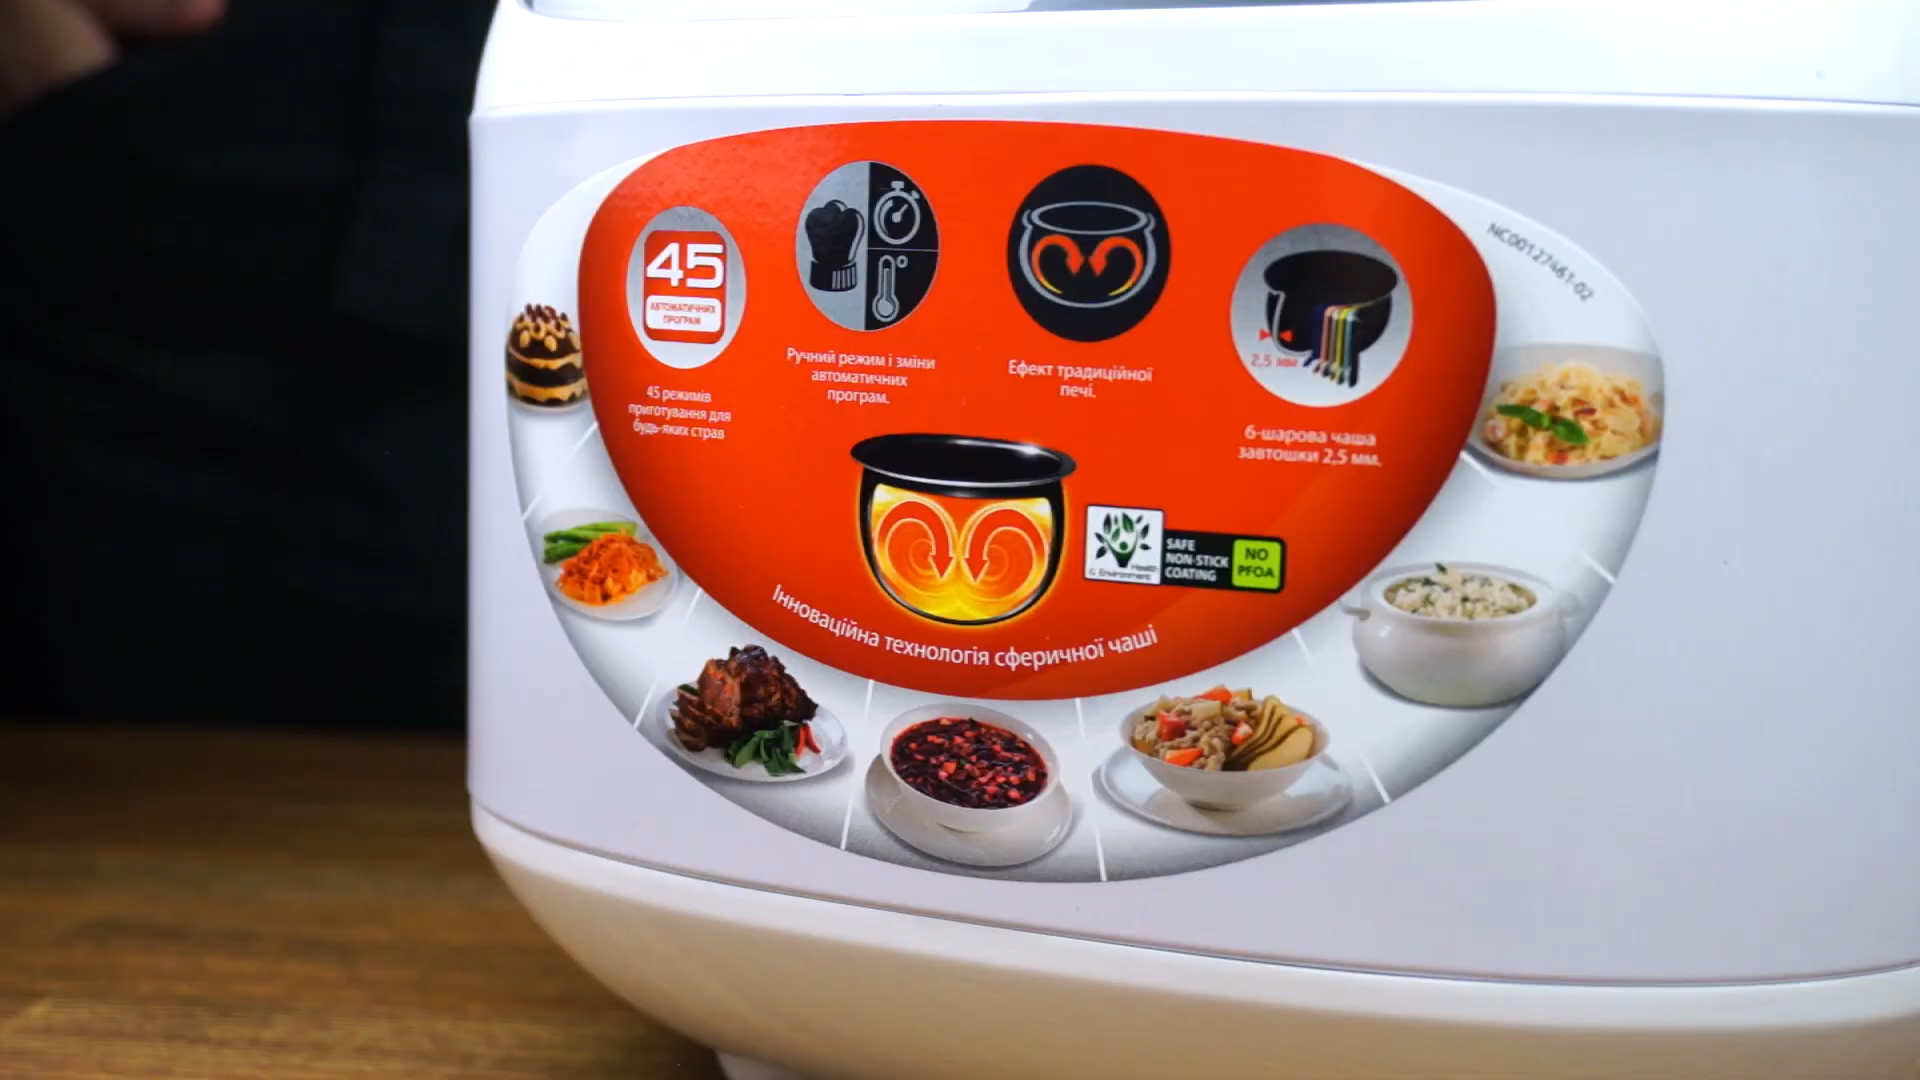 45
АВТОМАТИЧНИХ
ПРОГРАМ
45 режимів
приготування для
будь-яких страв
Ручний режим і зміни
автоматичних
програм.
Ефект традиційної
печі.
2,5 мм
6-шарова чаша
завтошки 2,5 мм.
NC00127461-02
Health
& Environment
SAFE
NON-STICK
COATING
NO
PFOA
Інноваційна технологія сферичної чаші